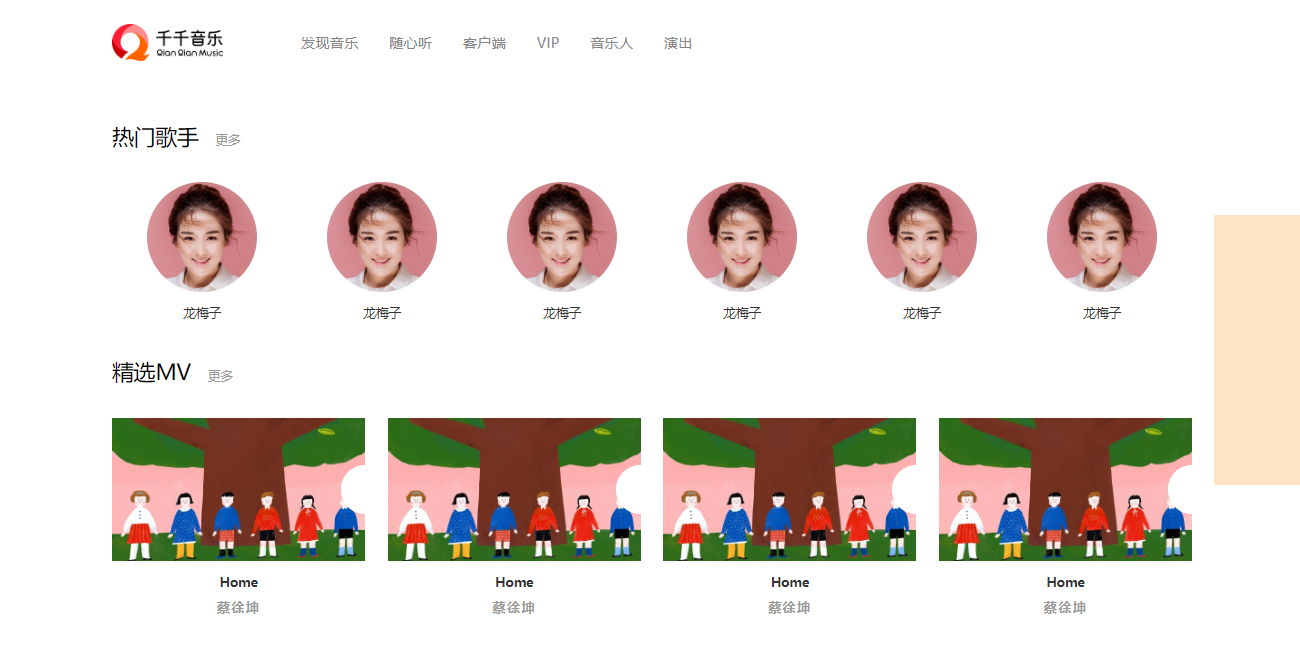 千千音乐
Qian Qian Music
发现音乐 随心听 客户端 VIP 音乐人 演出
热门歌手 更多
龙梅子 龙梅子 龙梅子 龙梅子 龙梅子 龙梅子
精选MV 更多
Home Home Home Home
蔡徐坤 蔡徐坤 蔡徐坤 蔡徐坤